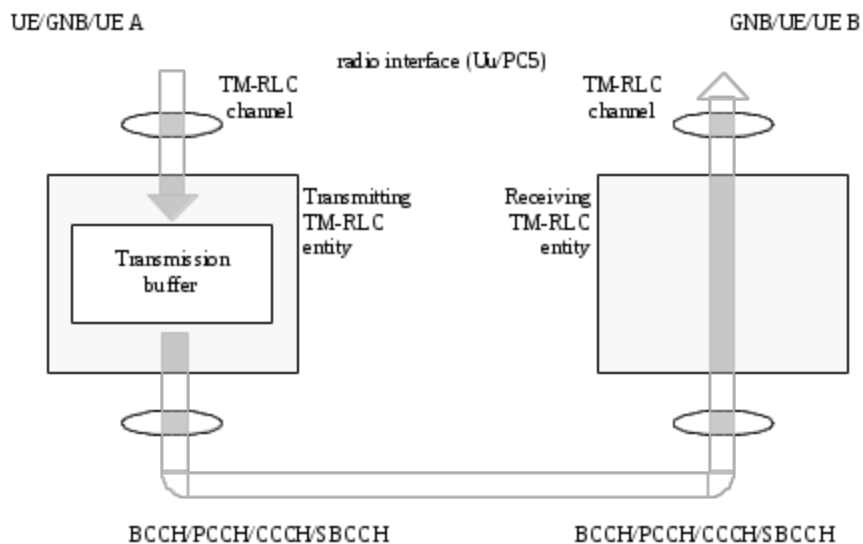 UE/GNB/UE A
GNB/UE/UE B
radio interface (Uu/PC5)
TM-RLC
channel
TM-RLC
channel
Transmitting
TM-RLC
entity
Receiving
TM-RLC
entity
Transmission
buffer
BCCH/PCCH/CCCH/SBCCH
BCCH/PCCH/CCCH/SBCCH